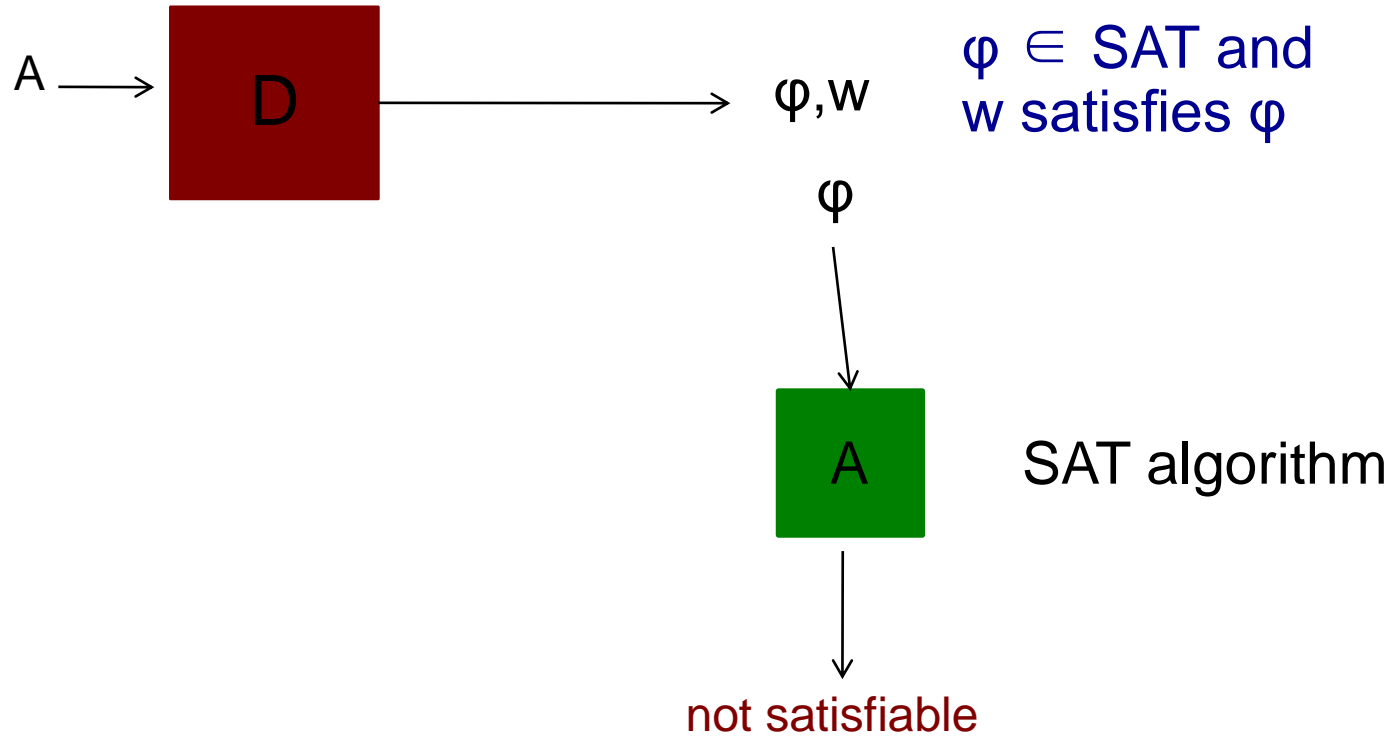 A
D
φ,w
φ ∈ SAT and
w satisfies φ
φ
A
SAT algorithm
not satisfiable